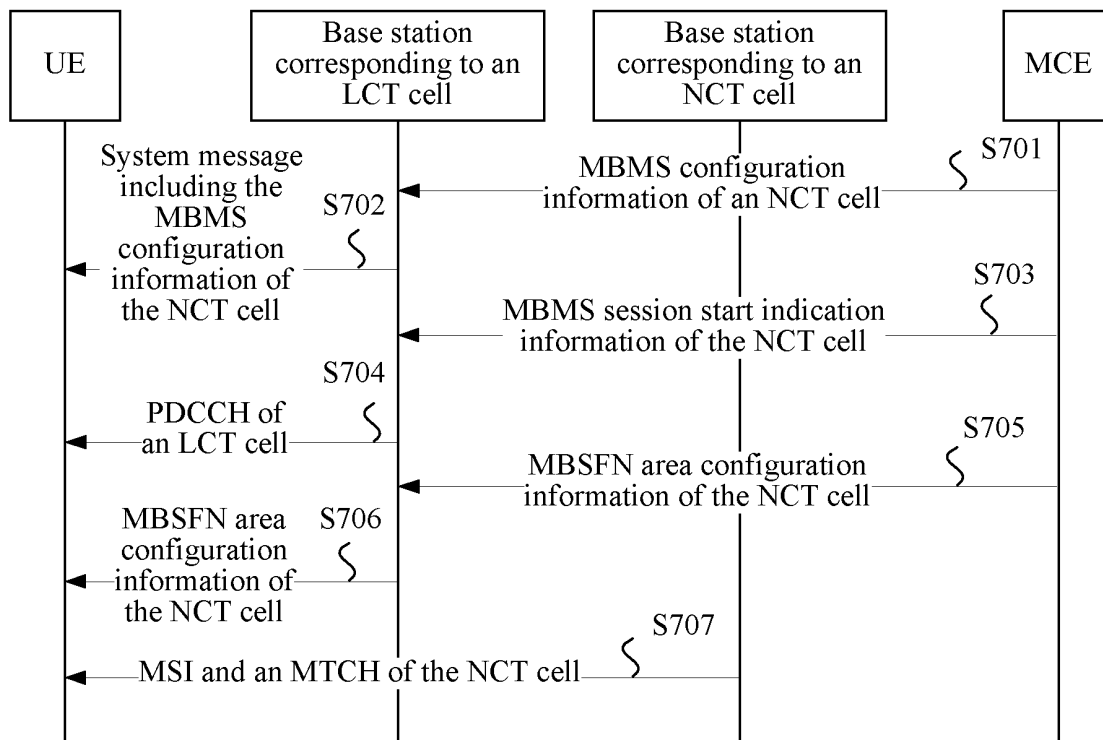 UE
Base station
corresponding to an
LCT cell
Base station
corresponding to an
NCT cell
MCE
S701
MBMS configuration
information of an NCT cell
System message
including the
MBMS
configuration
information of
the NCT cell
S702
S703
MBMS session start indication
information of the NCT cell
S704
PDCCH of
an LCT cell
S705
MBSFN area configuration
information of the NCT cell
S706
MBSFN area
configuration
information of
the NCT cell
S707
MSI and an MTCH of the NCT cell